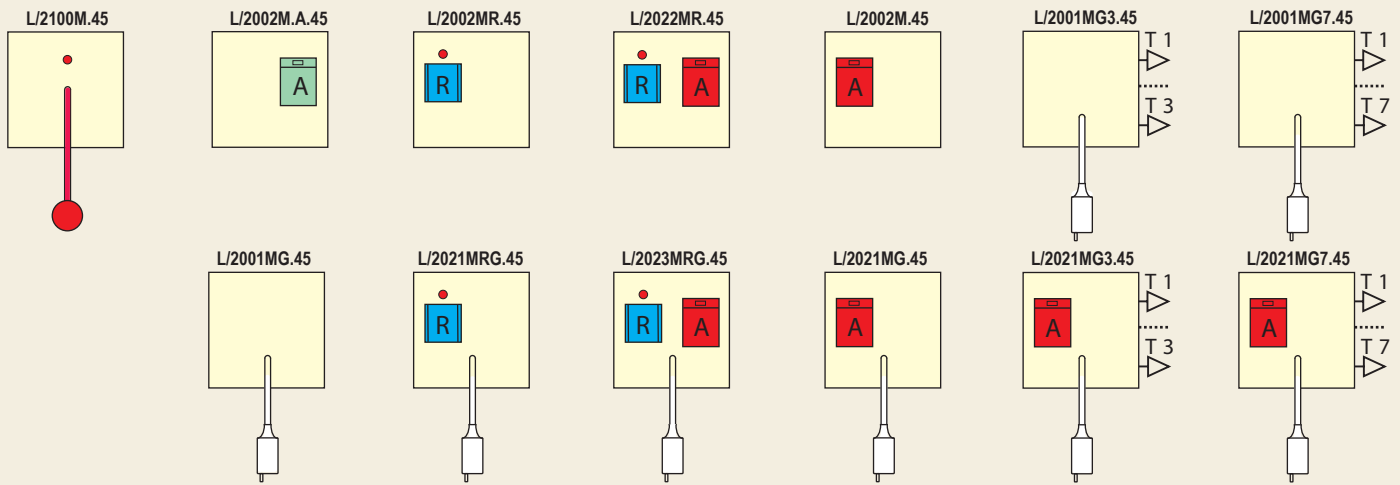 L/2100M.45
L/2002M.A.45
L/2002MR.45
L/2022MR.45
L/2002M.45
L/2001MG3.45
L/2001MG7.45
A
R
R
A
A
T 1
T 3
T 1
T 7
L/2001MG.45
L/2021MRG.45
L/2023MRG.45
L/2021MG.45
L/2021MG3.45
L/2021MG7.45
R
R
A
A
A
T 1
T 3
A
T 1
T 7